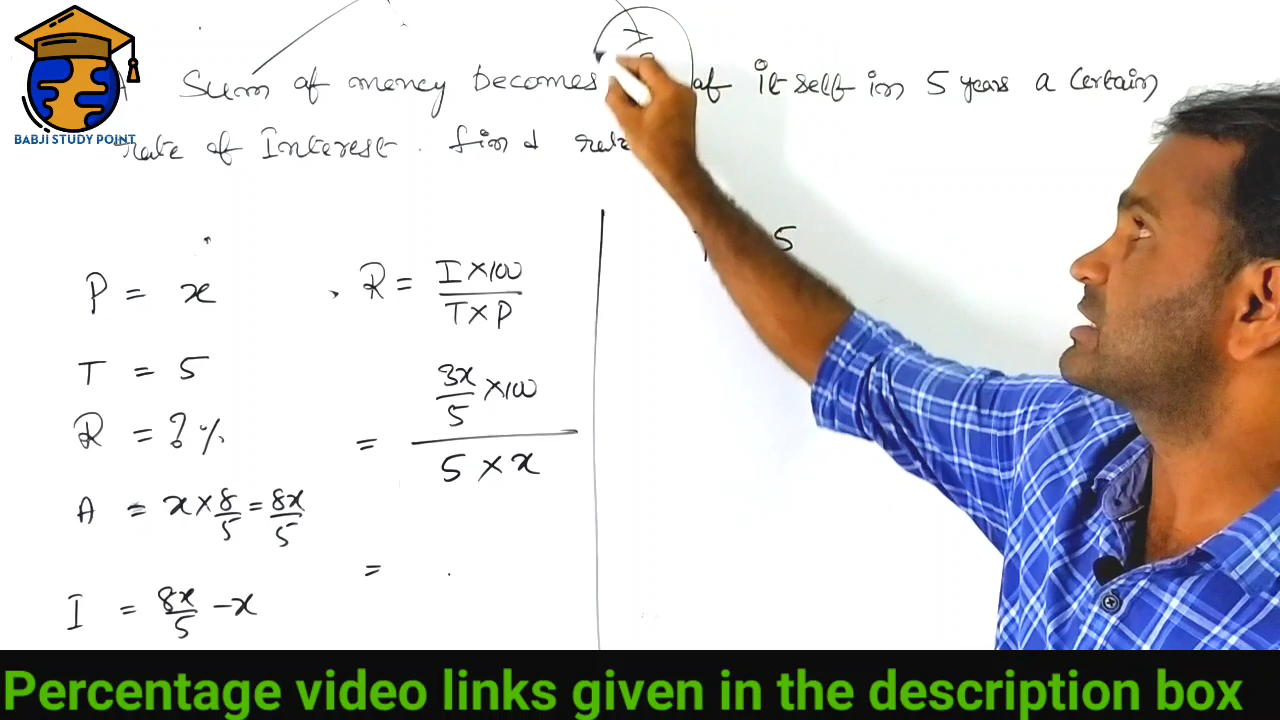 I
A Sum of money becomes of itself in 5 years a Certain
rate of Interest. find rate
BABJI STUDY POINT
P = x
T = 5
R = ? %
A = x × 8/5 = 8x/5
I = 8x/5 - x
R = I × 100 / T × P
= 3x/5 × 100 / 5 × x
=
5
Percentage video links given in the description box